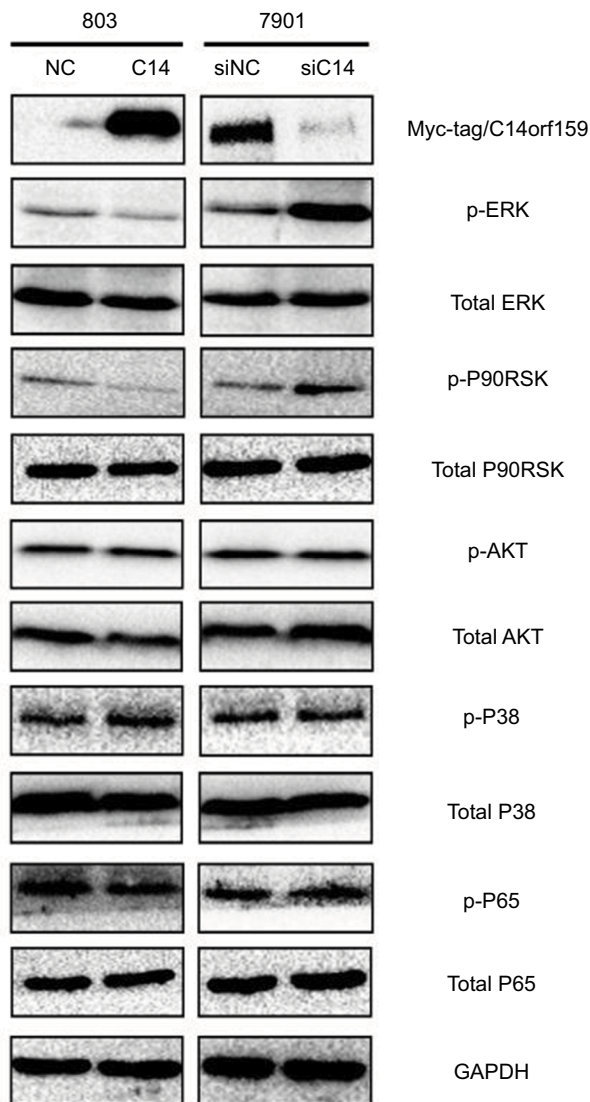 803 7901
NC C14 siNC siC14
Myc-tag/C14orf159
p-ERK
Total ERK
p-P90RSK
Total P90RSK
p-AKT
Total AKT
p-P38
Total P38
p-P65
Total P65
GAPDH